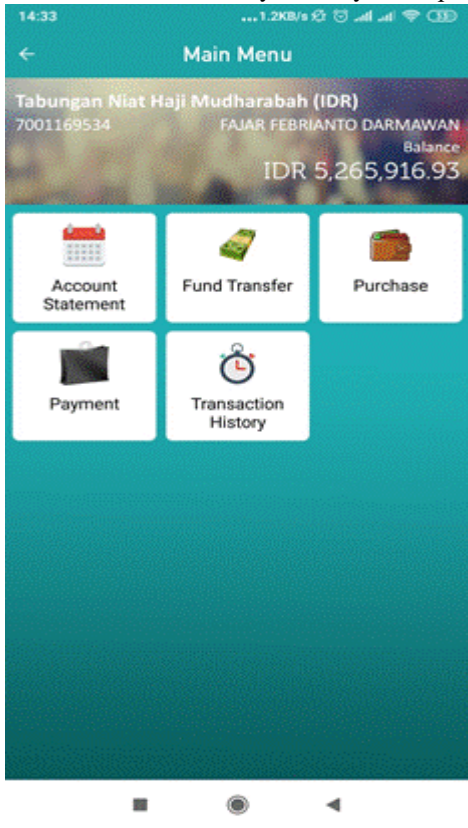 14:33 ...1.2KB/s 33
Main Menu
Tabungan Niat Haji Mudharabah (IDR)
7001169534 FAJAR FEBRIANTO DARMAWAN
Balance
IDR 5,265,916.93
Account Statement
Fund Transfer
Purchase
Payment
Transaction History